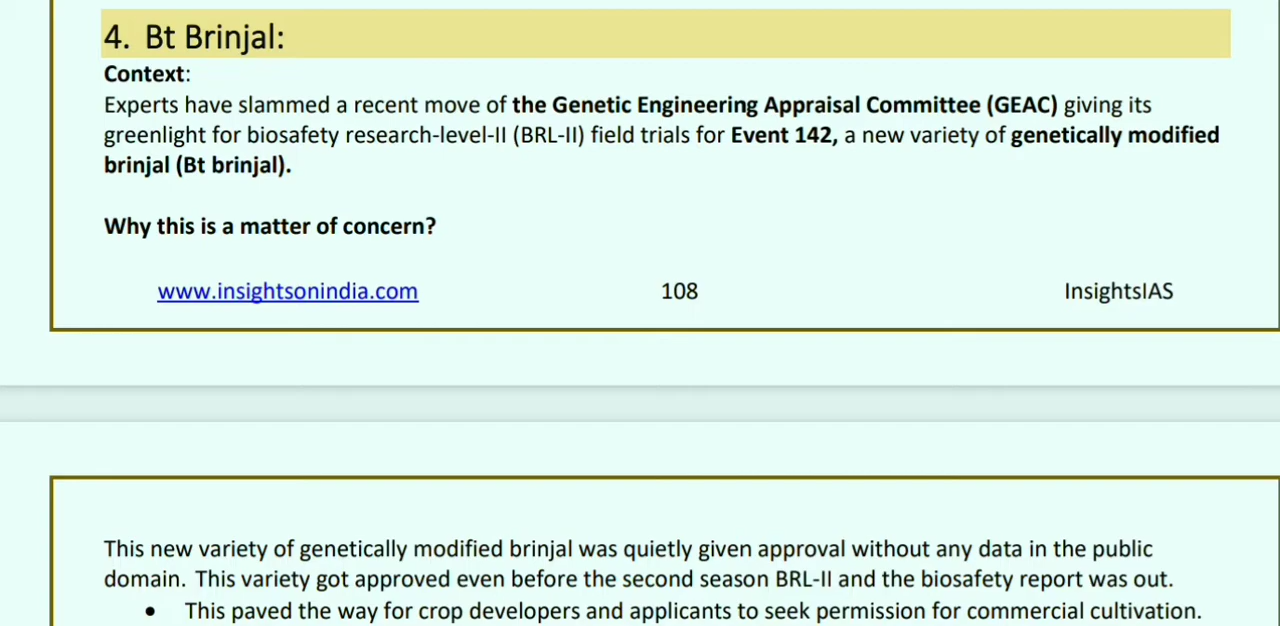 4. Bt Brinjal:
Context:
Experts have slammed a recent move of the Genetic Engineering Appraisal Committee (GEAC) giving its
greenlight for biosafety research-level-II (BRL-II) field trials for Event 142, a new variety of genetically modified
brinjal (Bt brinjal).
Why this is a matter of concern?
www.insightsonindia.com 108 InsightsIAS
This new variety of genetically modified brinjal was quietly given approval without any data in the public
domain. This variety got approved even before the second season BRL-II and the biosafety report was out.
• This paved the way for crop developers and applicants to seek permission for commercial cultivation.